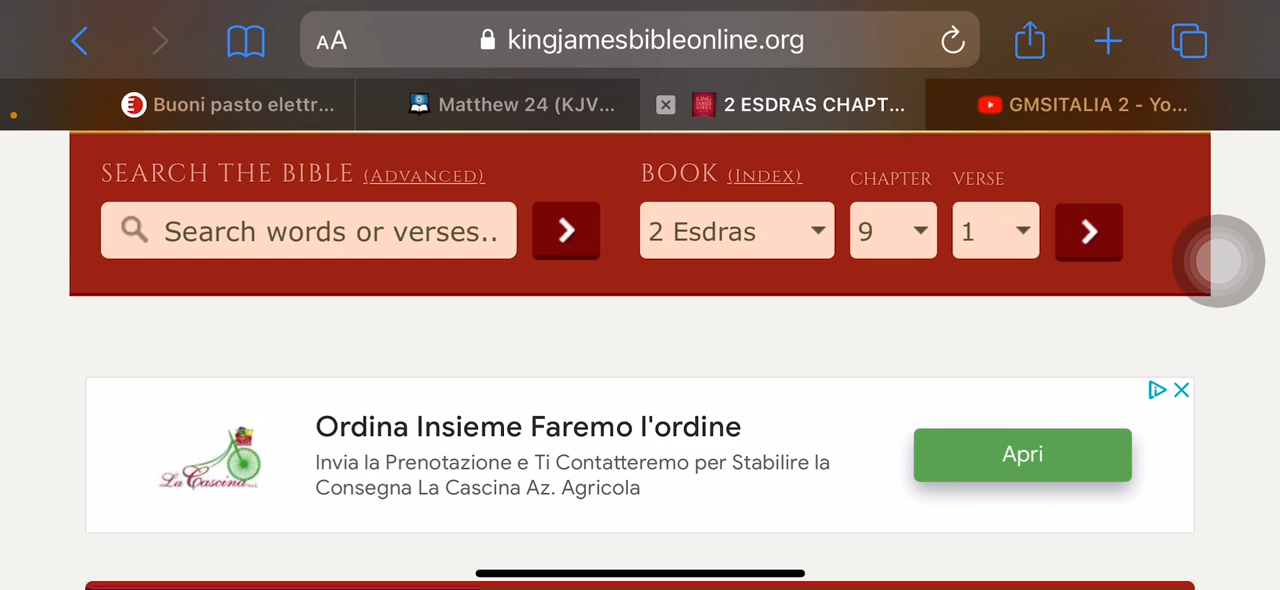 AA kingjamesbibleonline.org
Buoni pasto elettr... Matthew 24 (KJV... 2 ESDRAS CHAPT... GMSITALIA 2 - Yo...
SEARCH THE BIBLE (ADVANCED) BOOK (INDEX) CHAPTER VERSE
Search words or verses.. 2 Esdras 9 1
Ordina Insieme Faremo l'ordine
Invia la Prenotazione e Ti Contatteremo per Stabilire la
Consegna La Cascina Az. Agricola
Apri
La Cascina